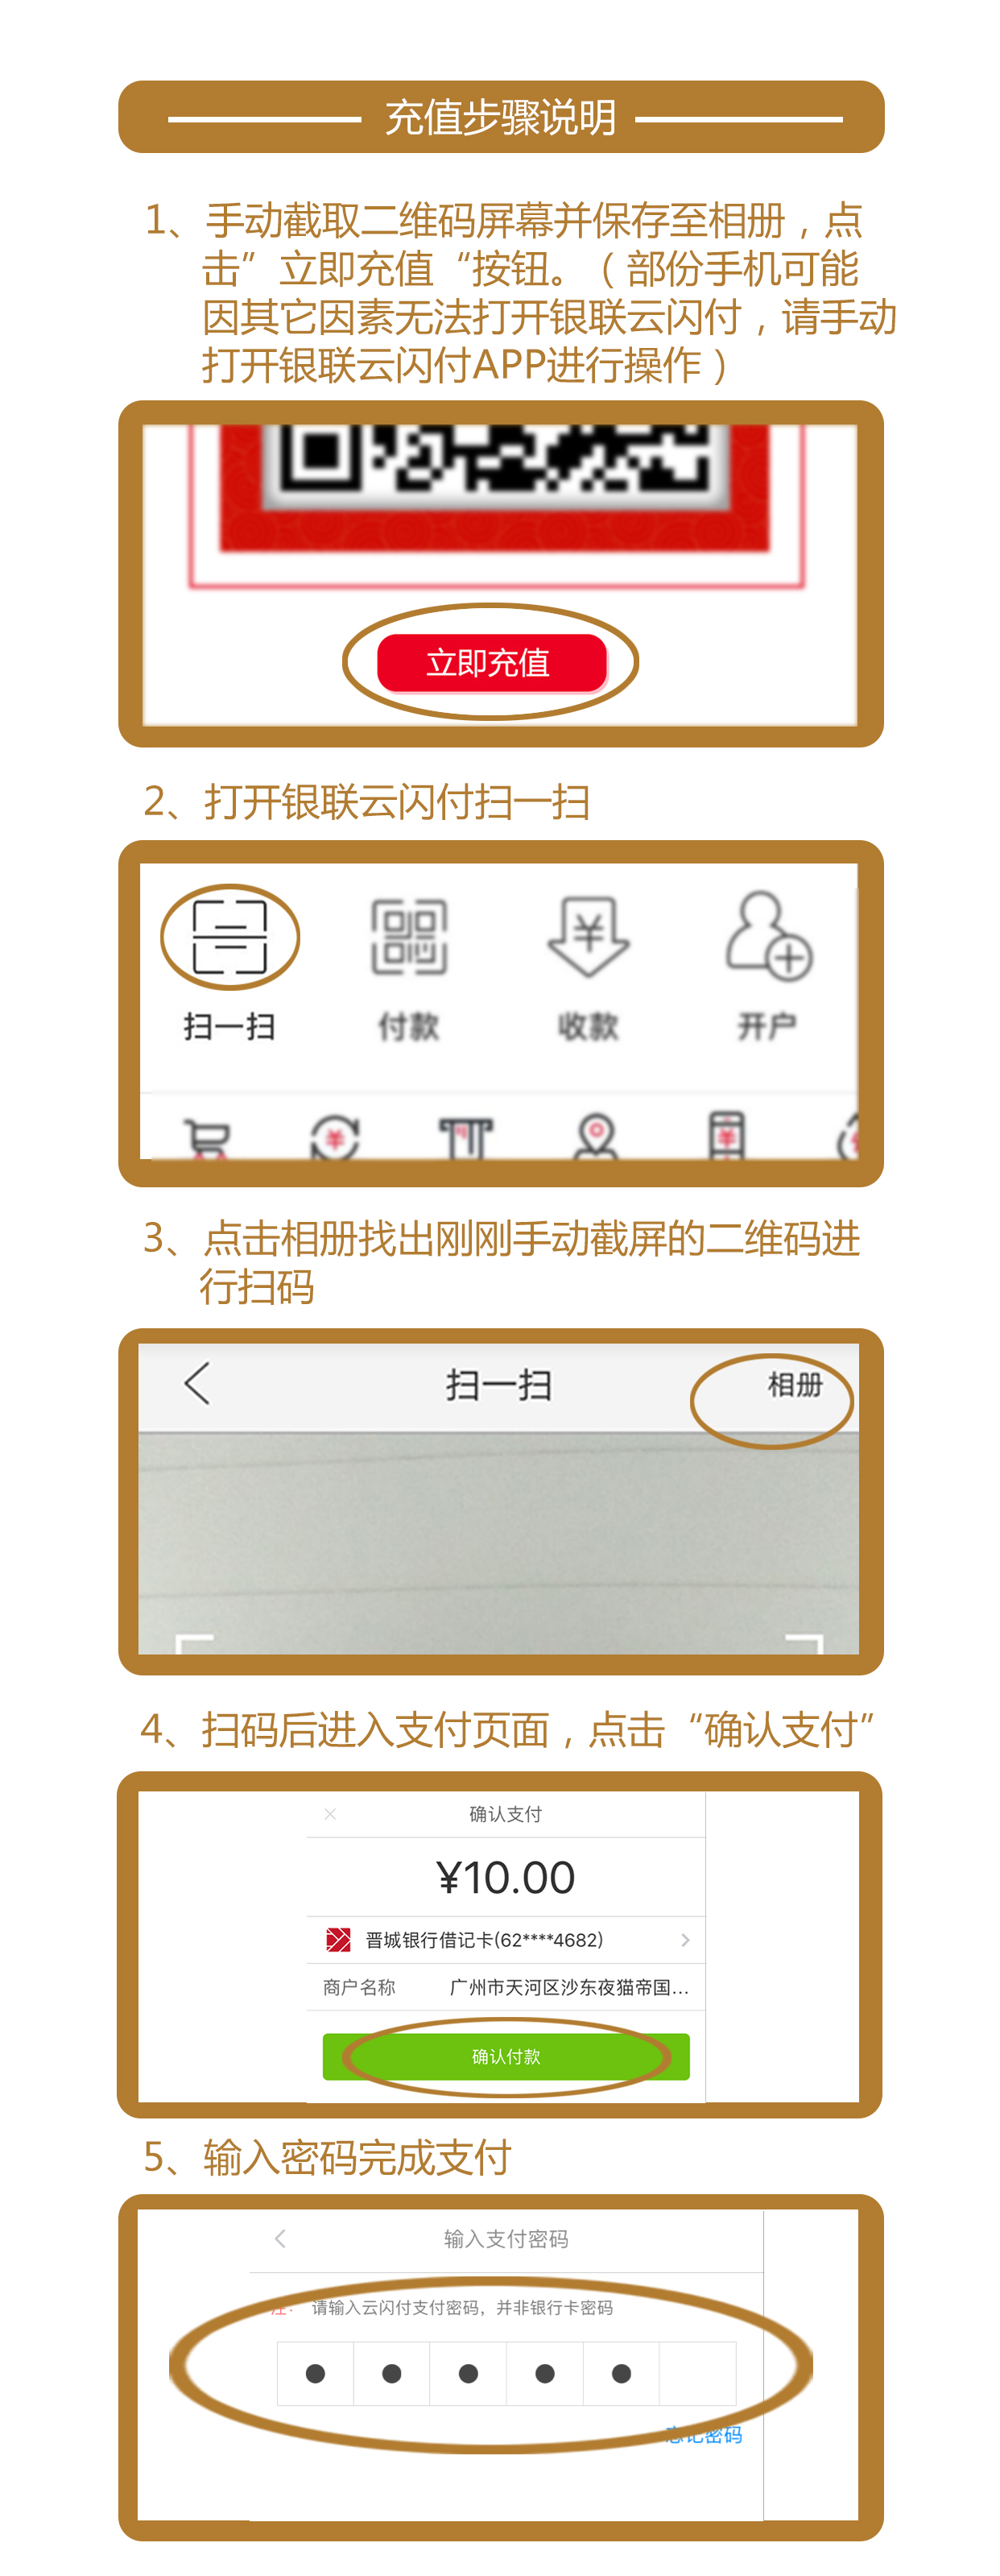 充值步骤说明
1、手动截取二维码屏幕并保存至相册，点
击”立即充值“按钮。（部份手机可能
因其它因素无法打开银联云闪付，请手动
打开银联云闪付APP进行操作）
立即充值
2、打开银联云闪付扫一扫
扫一扫 付款 收款 开户
3、点击相册找出刚刚手动截屏的二维码进
行扫码
扫一扫 相册
4、扫码后进入支付页面，点击“确认支付”
确认支付
¥10.00
晋城银行借记卡(62****4682)
商户名称 广州市天河区沙东夜猫帝国...
确认付款
5、输入密码完成支付
输入支付密码
注： 请输入云闪付支付密码，并非银行卡密码
忘记密码